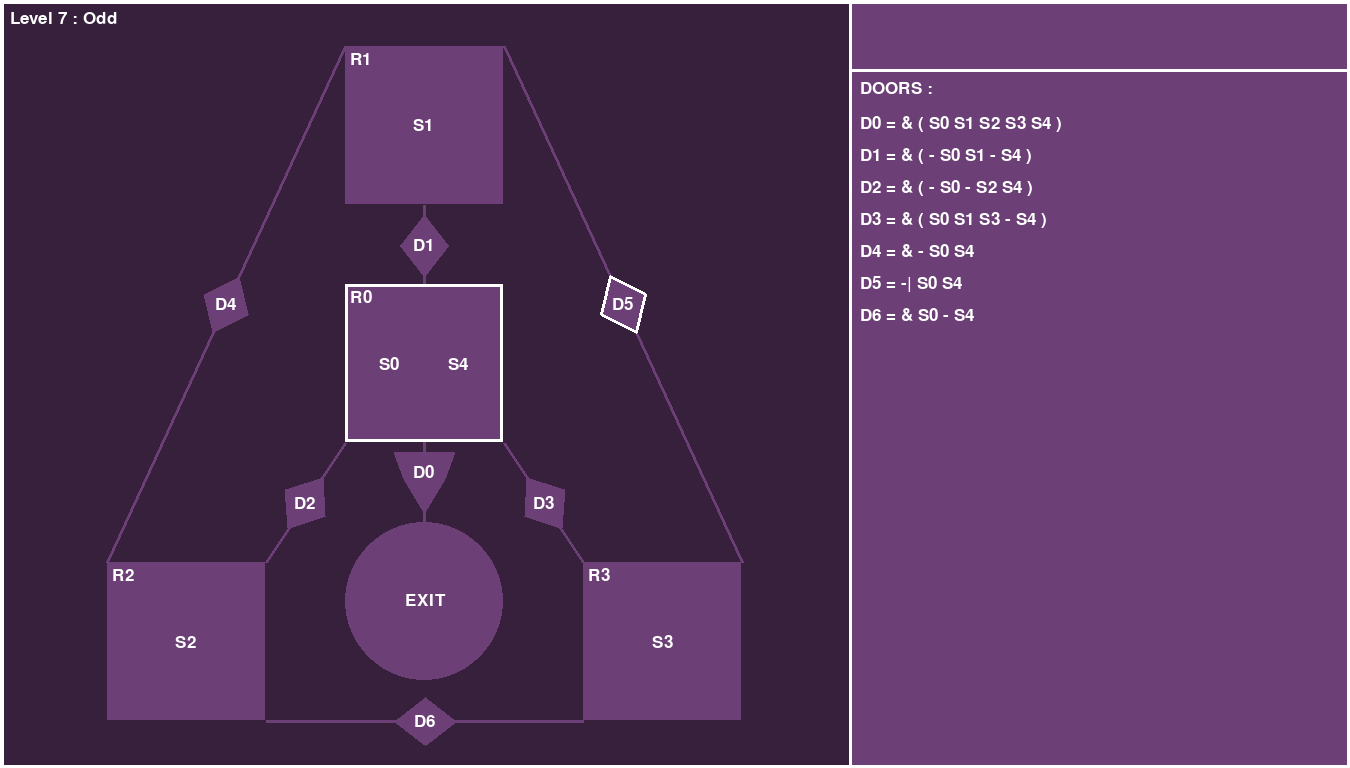 Level 7 : Odd
R1
S1
D1
D4
D5
R0
S0 S4
D0
D2
D3
R2
S2
EXIT
R3
S3
D6
DOORS :
D0 = & ( S0 S1 S2 S3 S4 )
D1 = & ( - S0 S1 - S4 )
D2 = & ( - S0 - S2 S4 )
D3 = & ( S0 S1 S3 - S4 )
D4 = & - S0 S4
D5 = -| S0 S4
D6 = & S0 - S4